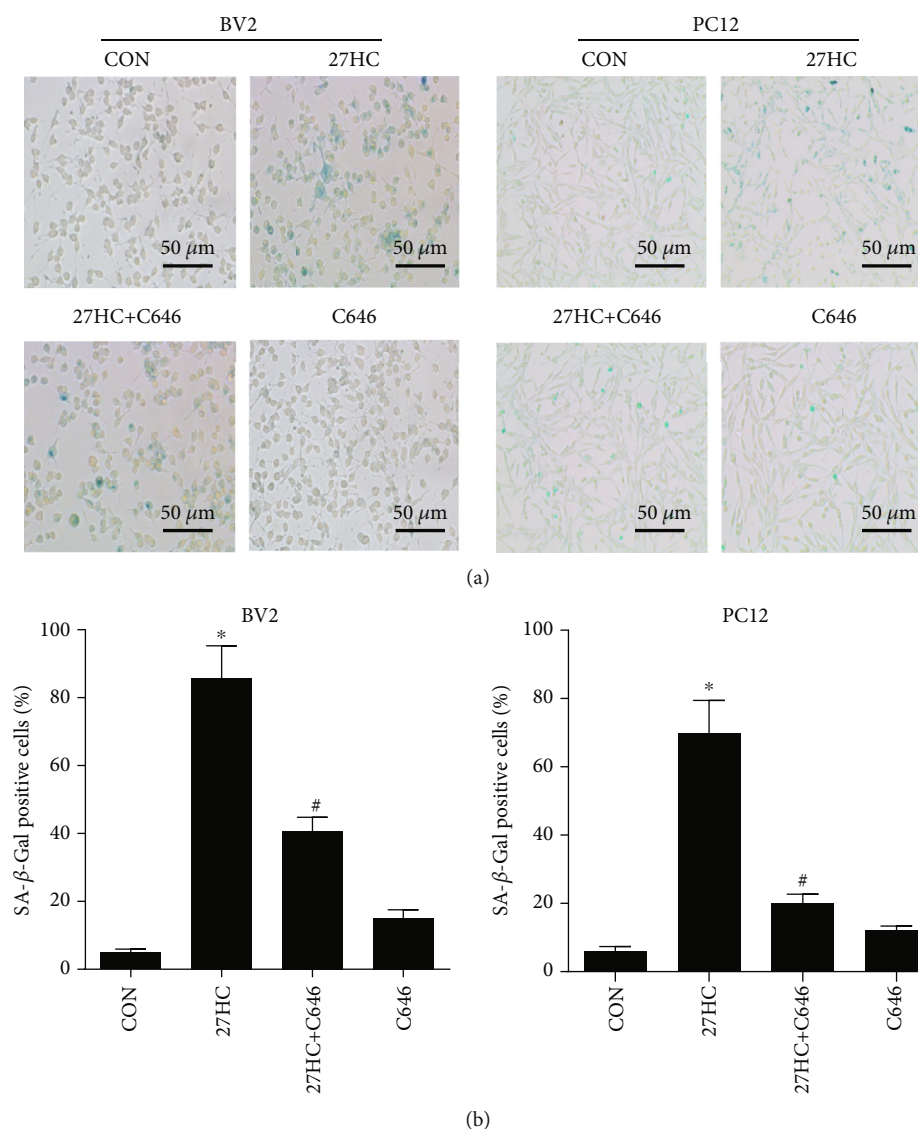 BV2
PC12
CON
27HC
CON
27HC
50 μm
50 μm
50 μm
50 μm
27HC+C646
C646
27HC+C646
C646
50 μm
50 μm
50 μm
50 μm
(a)
BV2
SA-β-Gal positive cells (%)
100
80
60
40
20
0
*
#
CON
27HC
27HC+C646
C646
PC12
SA-β-Gal positive cells (%)
100
80
60
40
20
0
*
#
CON
27HC
27HC+C646
C646
(b)